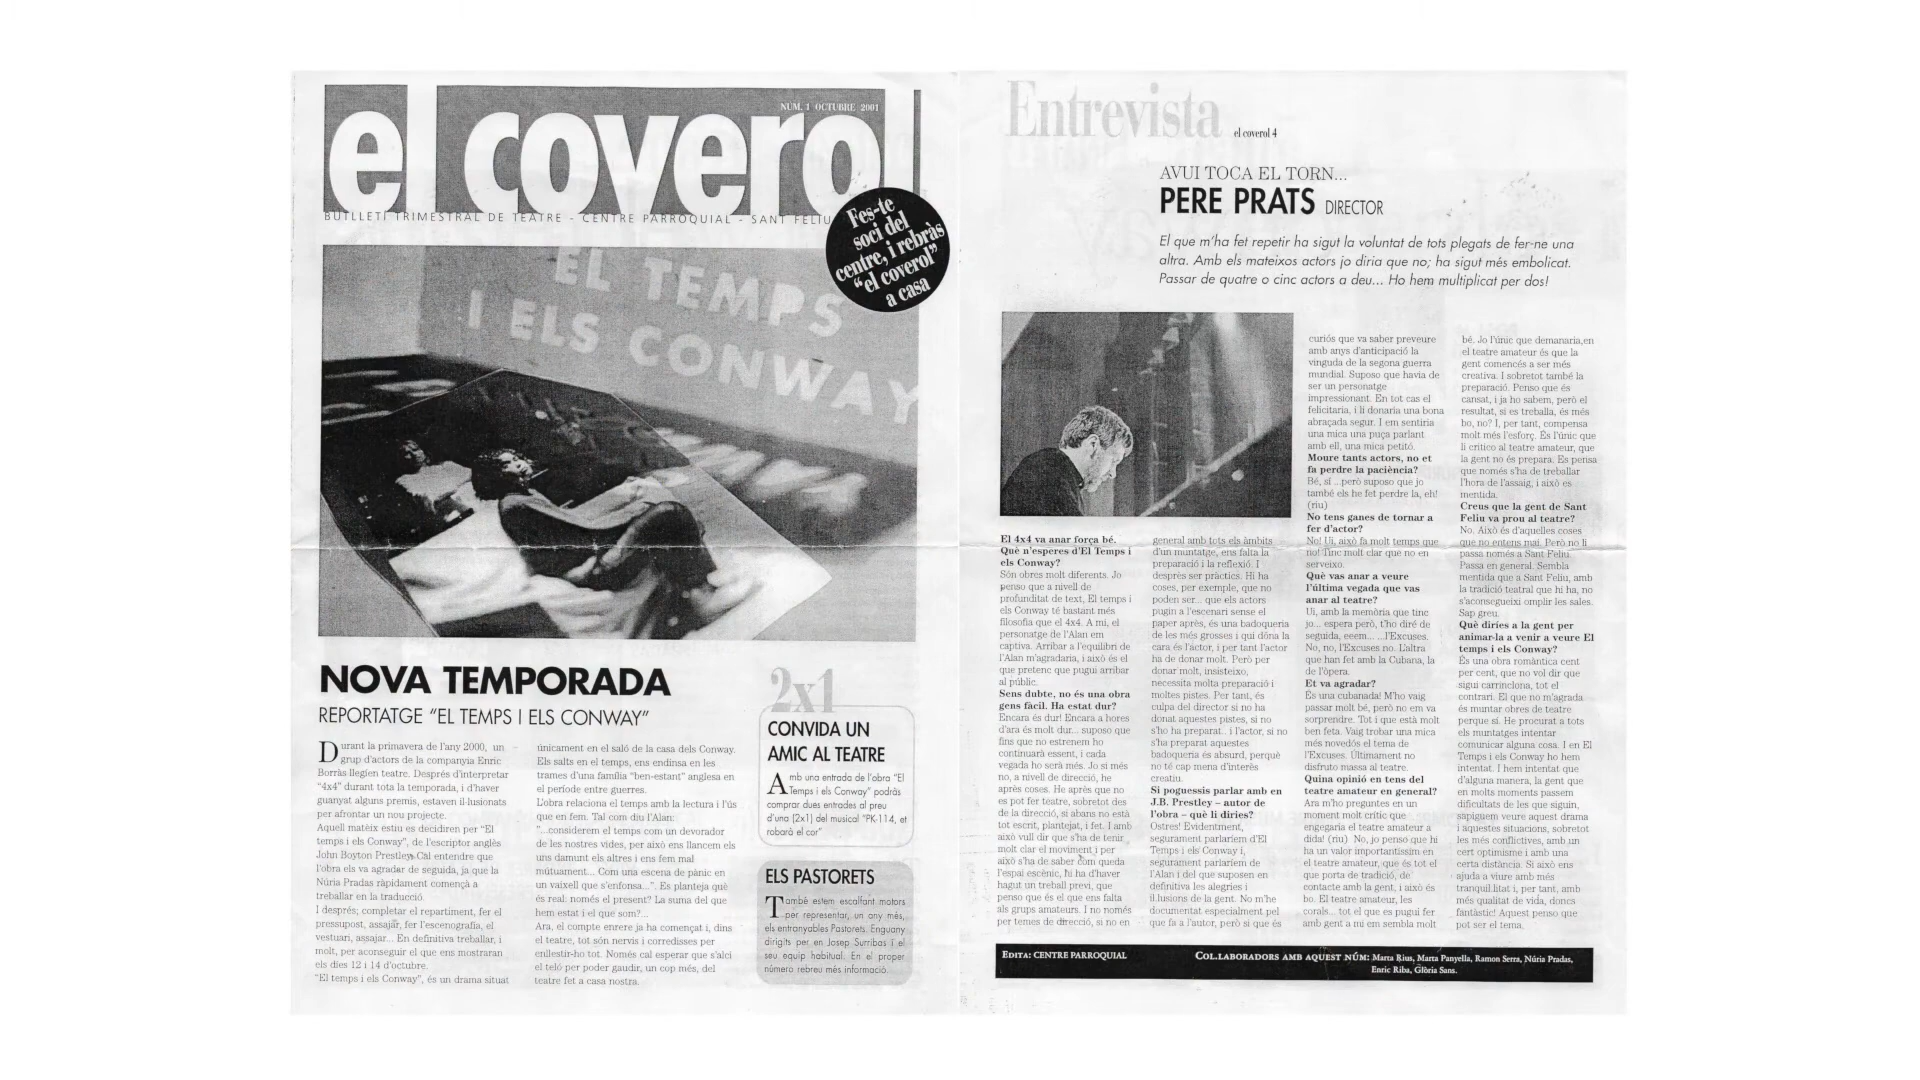 NUM. 1 OCTUBRE 2001
el coverol
BUTLLETÍ TRIMESTRAL DE TEATRE - CENTRE PARROQUIAL - SANT FELIU
Fes-te
soci del
centre, i rebràs
"el coverol"
a casa
EL TEMPS
I ELS CONWAY
NOVA TEMPORADA
REPORTATGE "EL TEMPS I ELS CONWAY"
Durant la primavera de l'any 2000, un
grup d'actors de la companyia Enric
Borràs llegien teatre. Després d'interpretar
"4x4" durant tota la temporada, i d'haver
guanyat alguns premis, estaven il·lusionats
per afrontar un nou projecte.
Aquell mateix estiu es decidiren per "El
temps i els Conway", de l'escriptor anglès
John Boyton Prestley. Cal entendre que
l'obra els va agradar de seguida, ja que la
Núria Pradas ràpidament començà a
treballar en la traducció.
I després; completar el repartiment, fer el
pressupost, assajar, fer l'escenografia, el
vestuari, assajar... En definitiva treballar, i
molt, per aconseguir el que ens mostraran
els dies 12 i 14 d'octubre.
"El temps i els Conway", és un drama situat
únicament en el saló de la casa dels Conway.
Els salts en el temps, ens endinsa en les
trames d'una família "ben-estant" anglesa en
el període entre guerres.
L'obra relaciona el temps amb la lectura i l'ús
que en fem. Tal com diu l'Alan:
"...considerem el temps com un devorador
de les nostres vides, per això ens llancem els
uns damunt els altres i ens fem mal
mútuament... Com una escena de pànic en
un vaixell que s'enfonsa...". Es planteja què
és real: només el present? La suma del que
hem estat i el que som?...
Ara, el compte enrere ja ha començat i, dins
el teatre, tot són nervis i corredisses per
enllestir-ho tot. Només cal esperar que s'alci
el teló per poder gaudir, un cop més, del
teatre fet a casa nostra.
2x1
CONVIDA UN
AMIC AL TEATRE
Amb una entrada de l'obra "El
Temps i els Conway" podràs
comprar dues entrades al preu
d'una (2x1) del musical "PK-114, et
robarà el cor"
ELS PASTORETS
També estem escalfant motors
per representar, un any més,
els entranyables Pastorets. Enguany
dirigits per en Josep Surribas i el
seu equip habitual. En el proper
número rebreu més informació.
Entrevista
el coverol 4
AVUI TOCA EL TORN...
PERE PRATS DIRECTOR
El que m'ha fet repetir ha sigut la voluntat de tots plegats de fer-ne una
altra. Amb els mateixos actors jo diria que no; ha sigut més embolicat.
Passar de quatre o cinc actors a deu... Ho hem multiplicat per dos!
El 4x4 va anar força bé.
Què n'esperes d'El Temps i
els Conway?
Són obres molt diferents. Jo
penso que a nivell de
profunditat de text, El temps i
els Conway té bastant més
filosofia que el 4x4. A mi, el
personatge de l'Alan em
captiva. Arribar a l'equilibri de
l'Alan m'agradaria, i això és el
que pretenc que pugui arribar
al públic.
Sens dubte, no és una obra
gens fàcil. Ha estat dur?
Encara és dur! Encara a hores
d'ara és molt dur... suposo que
fins que no estrenem ho
continuarà essent, i cada
vegada ho serà més. Jo si més
no, a nivell de direcció, he
après coses. He après que no
es pot fer teatre, sobretot des
de la direcció, si abans no està
tot escrit, plantejat, i fet. I amb
això vull dir que s'ha de tenir
molt clar el moviment i per
això s'ha de saber com queda
l'espai escènic, hi ha d'haver
hagut un treball previ, que
penso que és el que ens falta
als grups amateurs. I no només
per temes de direcció, si no en
general amb tots els àmbits
d'un muntatge, ens falta la
preparació i la reflexió. I
després ser pràctics. Hi ha
coses, per exemple, que no
poden ser... que els actors
pugin a l'escenari sense el
paper après, és una badoqueria
de les més grosses i qui dóna la
cara és l'actor, i per tant l'actor
ha de donar molt. Però per
donar molt, insisteixo,
necessita molta preparació i
moltes pistes. Per tant, és
culpa del director si no ha
donat aquestes pistes, si no
s'ho ha preparat.. i l'actor, si no
s'ha preparat aquestes
badoqueria és absurd, perquè
no té cap mena d'interès
creatiu.
Si poguessis parlar amb en
J.B. Prestley – autor de
l'obra – què li diries?
Ostres! Evidentment,
segurament parlaríem d'El
Temps i els Conway i,
segurament parlaríem de
l'Alan i del que suposen en
definitiva les alegries i
il.lusions de la gent. No m'he
documentat especialment pel
que fa a l'autor, però sí que és
curiós que va saber preveure
amb anys d'anticipació la
vinguda de la segona guerra
mundial. Suposo que havia de
ser un personatge
impressionant. En tot cas el
felicitaria, i li donaria una bona
abraçada segur. I em sentiria
una mica una puça parlant
amb ell, una mica petitó.
Moure tants actors, no et
fa perdre la paciència?
Bé, sí ...però suposo que jo
també els he fet perdre la, eh!
(riu)
No tens ganes de tornar a
fer d'actor?
No! Ui, això fa molt temps que
no! Tinc molt clar que no en
serveixo.
Què vas anar a veure
l'última vegada que vas
anar al teatre?
Ui, amb la memòria que tinc
jo... espera però, t'ho diré de
seguida, eeem... ...l'Excuses.
No, no, l'Excuses no. L'altra
que han fet amb la Cubana, la
de l'òpera.
Et va agradar?
És una cubanada! M'ho vaig
passar molt bé, però no em va
sorprendre. Tot i que està molt
ben feta. Vaig trobar una mica
més novedós el tema de
l'Excuses. Últimament no
disfruto massa al teatre.
Quina opinió en tens del
teatre amateur en general?
Ara m'ho preguntes en un
moment molt crític que
engegaria el teatre amateur a
dida! (riu) No, jo penso que hi
ha un valor importantíssim en
el teatre amateur, que és tot el
que porta de tradició, de
contacte amb la gent, i això és
bo. El teatre amateur, les
corals... tot el que es pugui fer
amb gent a mi em sembla molt
bé. Jo l'únic que demanaria,en
el teatre amateur és que la
gent comencés a ser més
creativa. I sobretot també la
preparació. Penso que és
cansat, i ja ho sabem, però el
resultat, si es treballa, és més
bo, no? I, per tant, compensa
molt més l'esforç. És l'únic que
li critico al teatre amateur, que
la gent no és prepara. Es pensa
que només s'ha de treballar
l'hora de l'assaig, i això es
mentida.
Creus que la gent de Sant
Feliu va prou al teatre?
No. Això és d'aquelles coses
que no entens mai. Però no li
passa només a Sant Feliu.
Passa en general. Sembla
mentida que a Sant Feliu, amb
la tradició teatral que hi ha, no
s'aconsegueixi omplir les sales.
Sap greu.
Què diries a la gent per
animar-la a venir a veure El
temps i els Conway?
És una obra romàntica cent
per cent, que no vol dir que
sigui carrinclona, tot el
contrari. El que no m'agrada
és muntar obres de teatre
perque sí. He procurat a tots
els muntatges intentar
comunicar alguna cosa. I en El
Temps i els Conway ho hem
intentat. I hem intentat que
d'alguna manera, la gent que
en molts moments passem
dificultats de les que siguin,
sapiguem veure aquest drama
i aquestes situacions, sobretot
les més conflictives, amb un
cert optimisme i amb una
certa distància. Si això ens
ajuda a viure amb més
tranquil.litat i, per tant, amb
més qualitat de vida, doncs
fantàstic! Aquest penso que
pot ser el tema.
EDITA: CENTRE PARROQUIAL
COL.LABORADORS AMB AQUEST NÚM: Marta Rius, Marta Panyella, Ramon Serra, Núria Pradas,
Enric Riba, Glòria Sans.